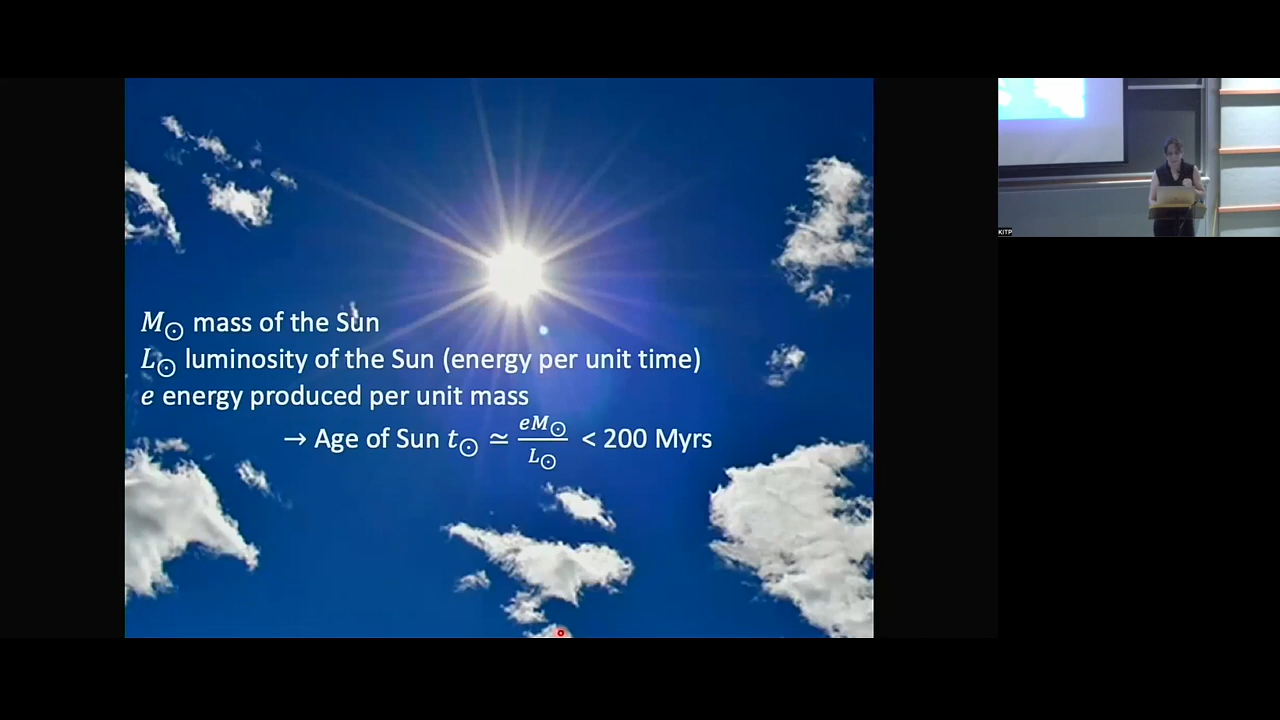 M⊙ mass of the Sun
L⊙ luminosity of the Sun (energy per unit time)
e energy produced per unit mass
→ Age of Sun t⊙ ≃ eM⊙/L⊙ < 200 Myrs
KITP